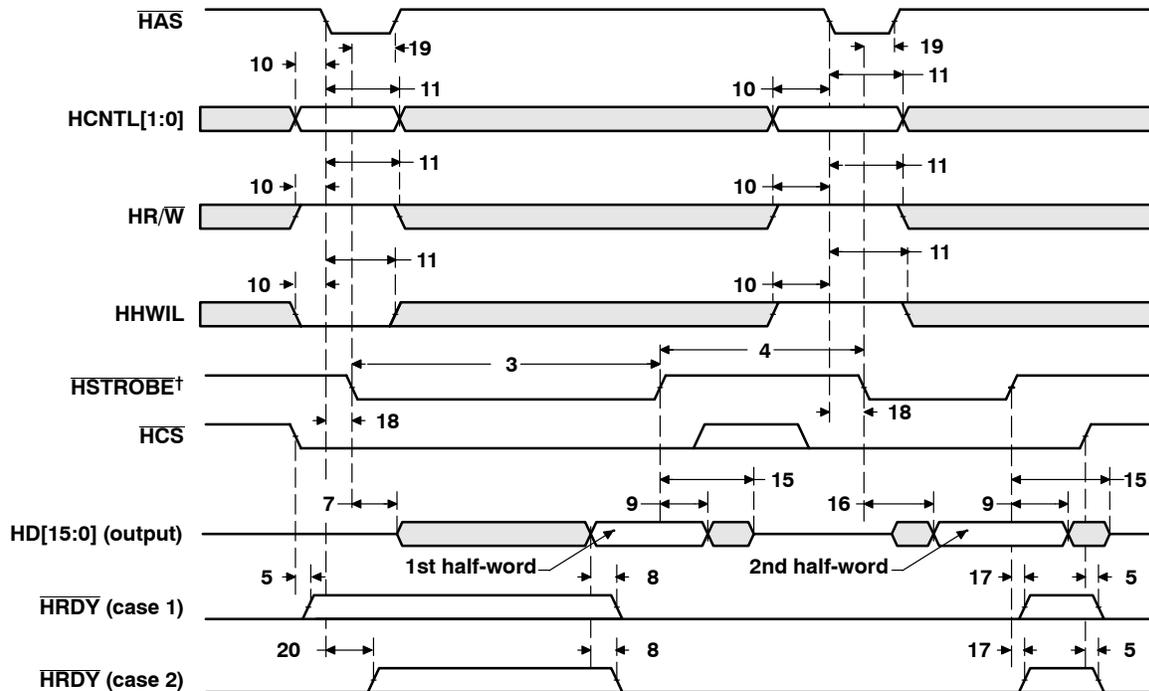 HAS
19
19
10
11
11
10
HCNTL[1:0]
11
11
10
10
HR/W
11
11
10
10
HHWIL
4
3
HSTROBE†
18
18
HCS
15
15
7
9
16
9
HD[15:0] (output)
1st half-word
2nd half-word
5
8
17
5
HRDY (case 1)
20
8
17
5
HRDY (case 2)